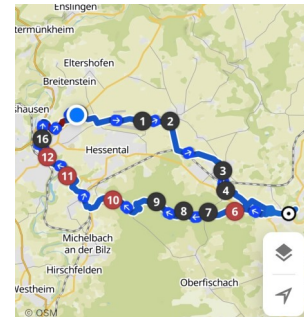 Enslingen
termünkheim
Eltershofen
Breitenstein
shausen
1
2
16
Hessental
12
3
11
4
10
9
8
7
6
Michelbach
an der Bilz
Hirschfelden
Oberfischach
Westheim
© OSM